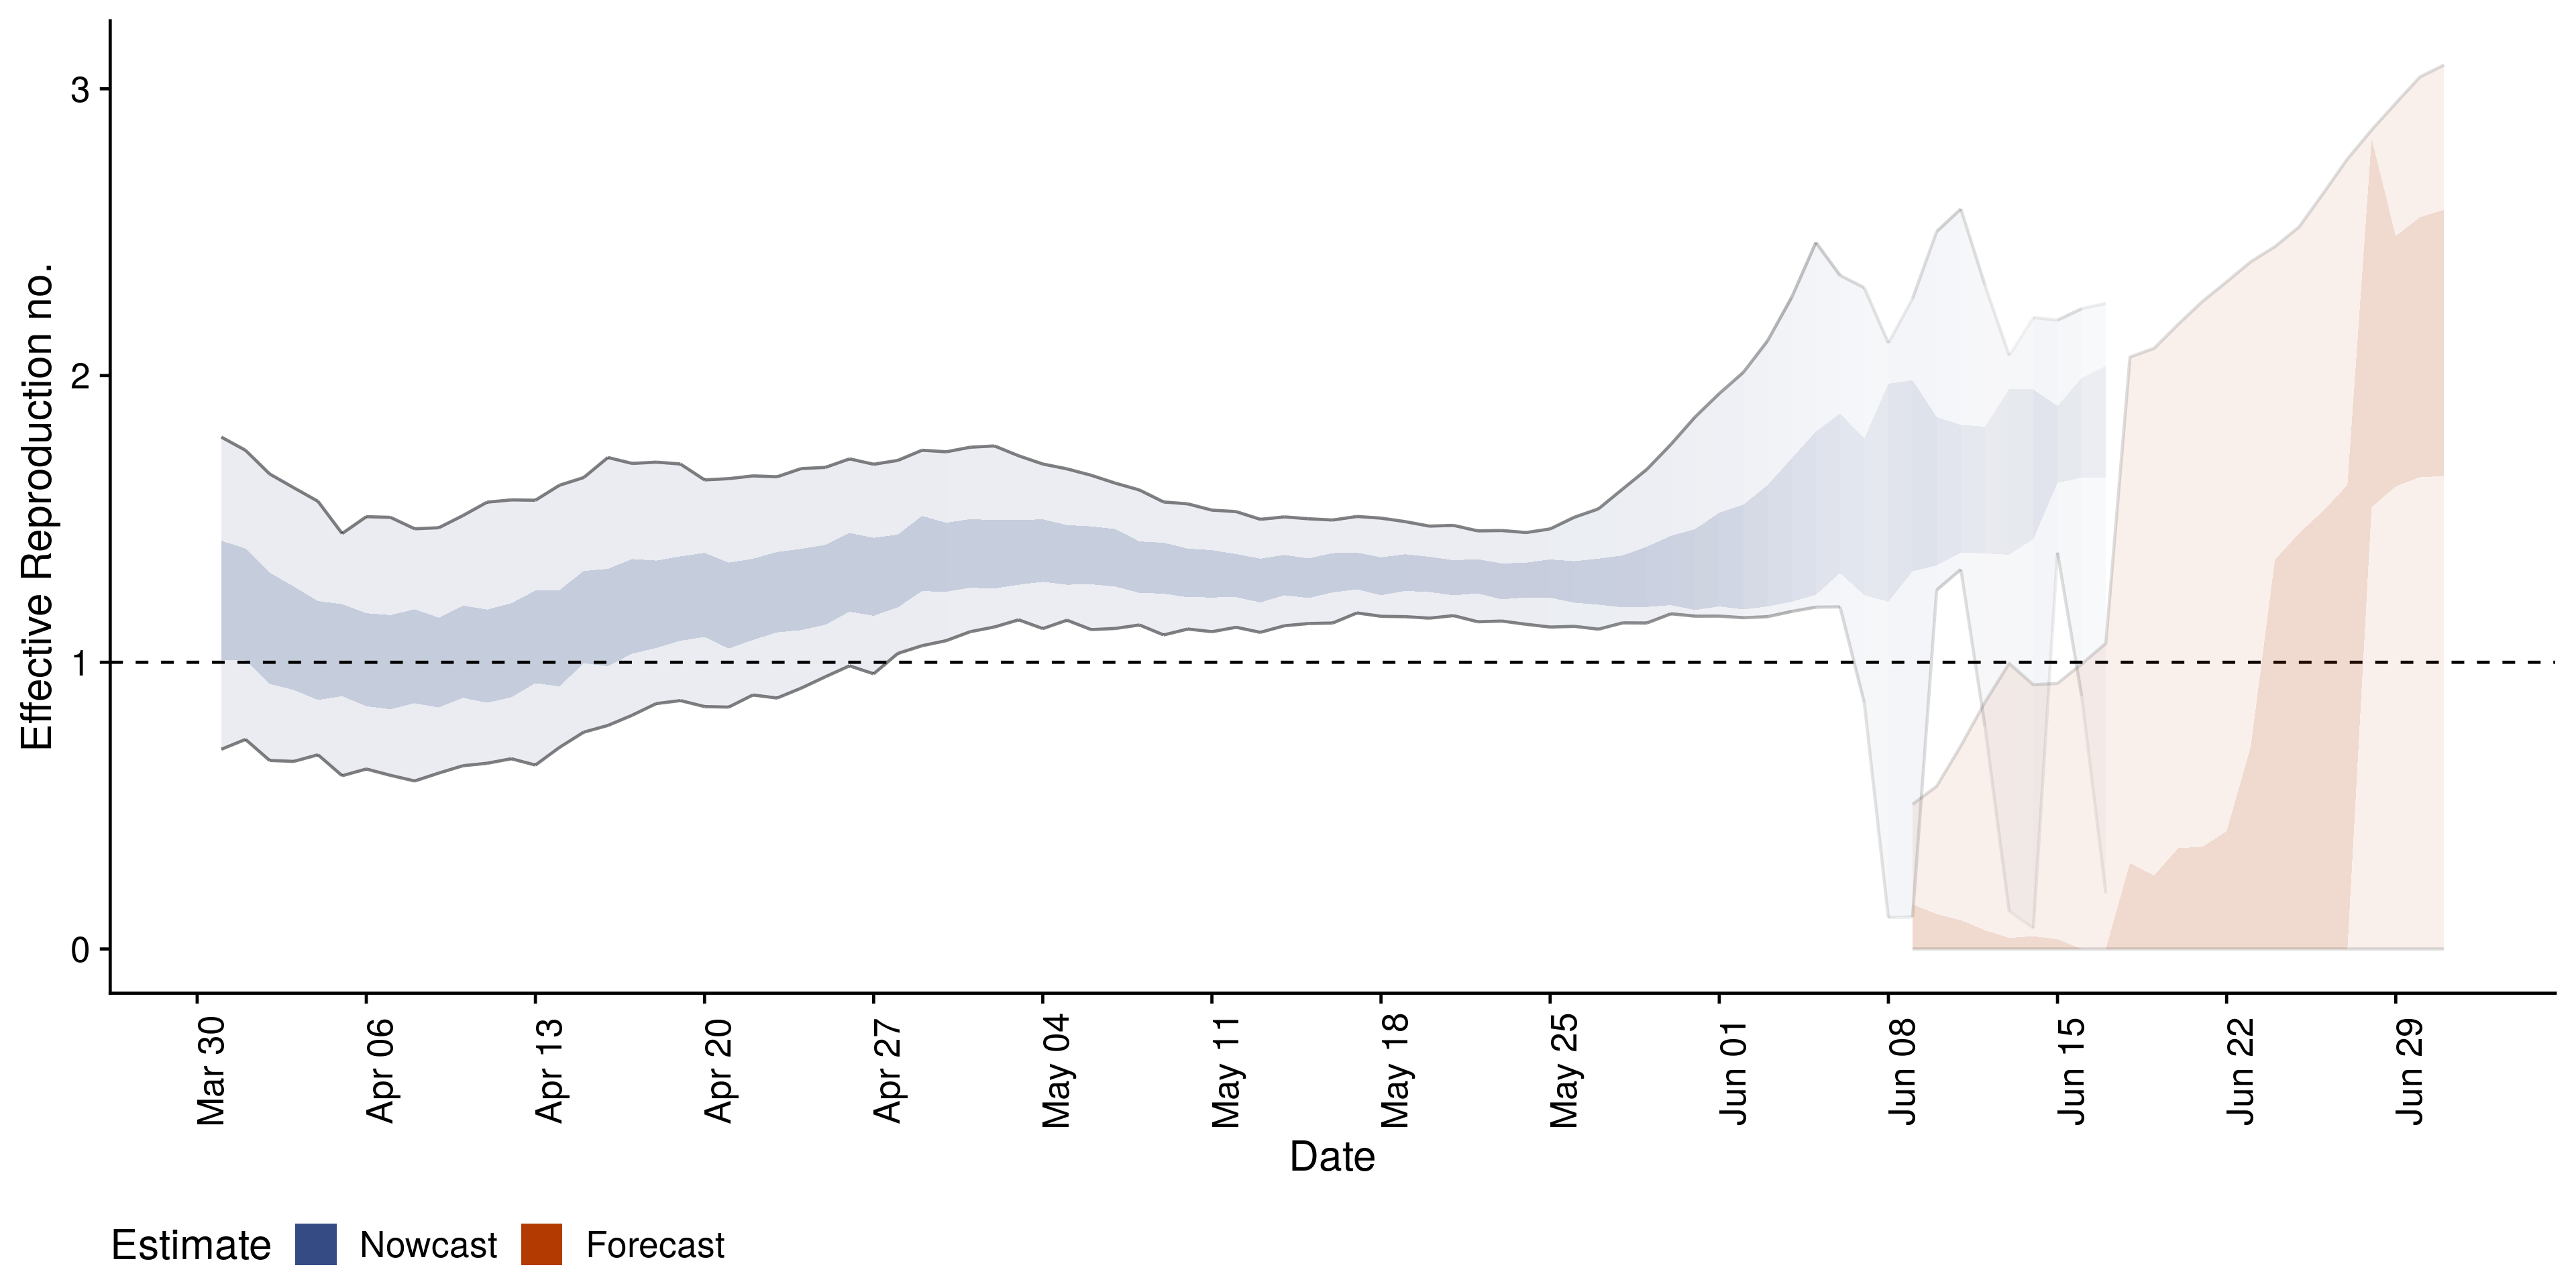 Effective Reproduction no.
3
2
1
0
Mar 30
Apr 06
Apr 13
Apr 20
Apr 27
May 04
May 11
May 18
May 25
Jun 01
Jun 08
Jun 15
Jun 22
Jun 29
Date
Estimate Nowcast Forecast